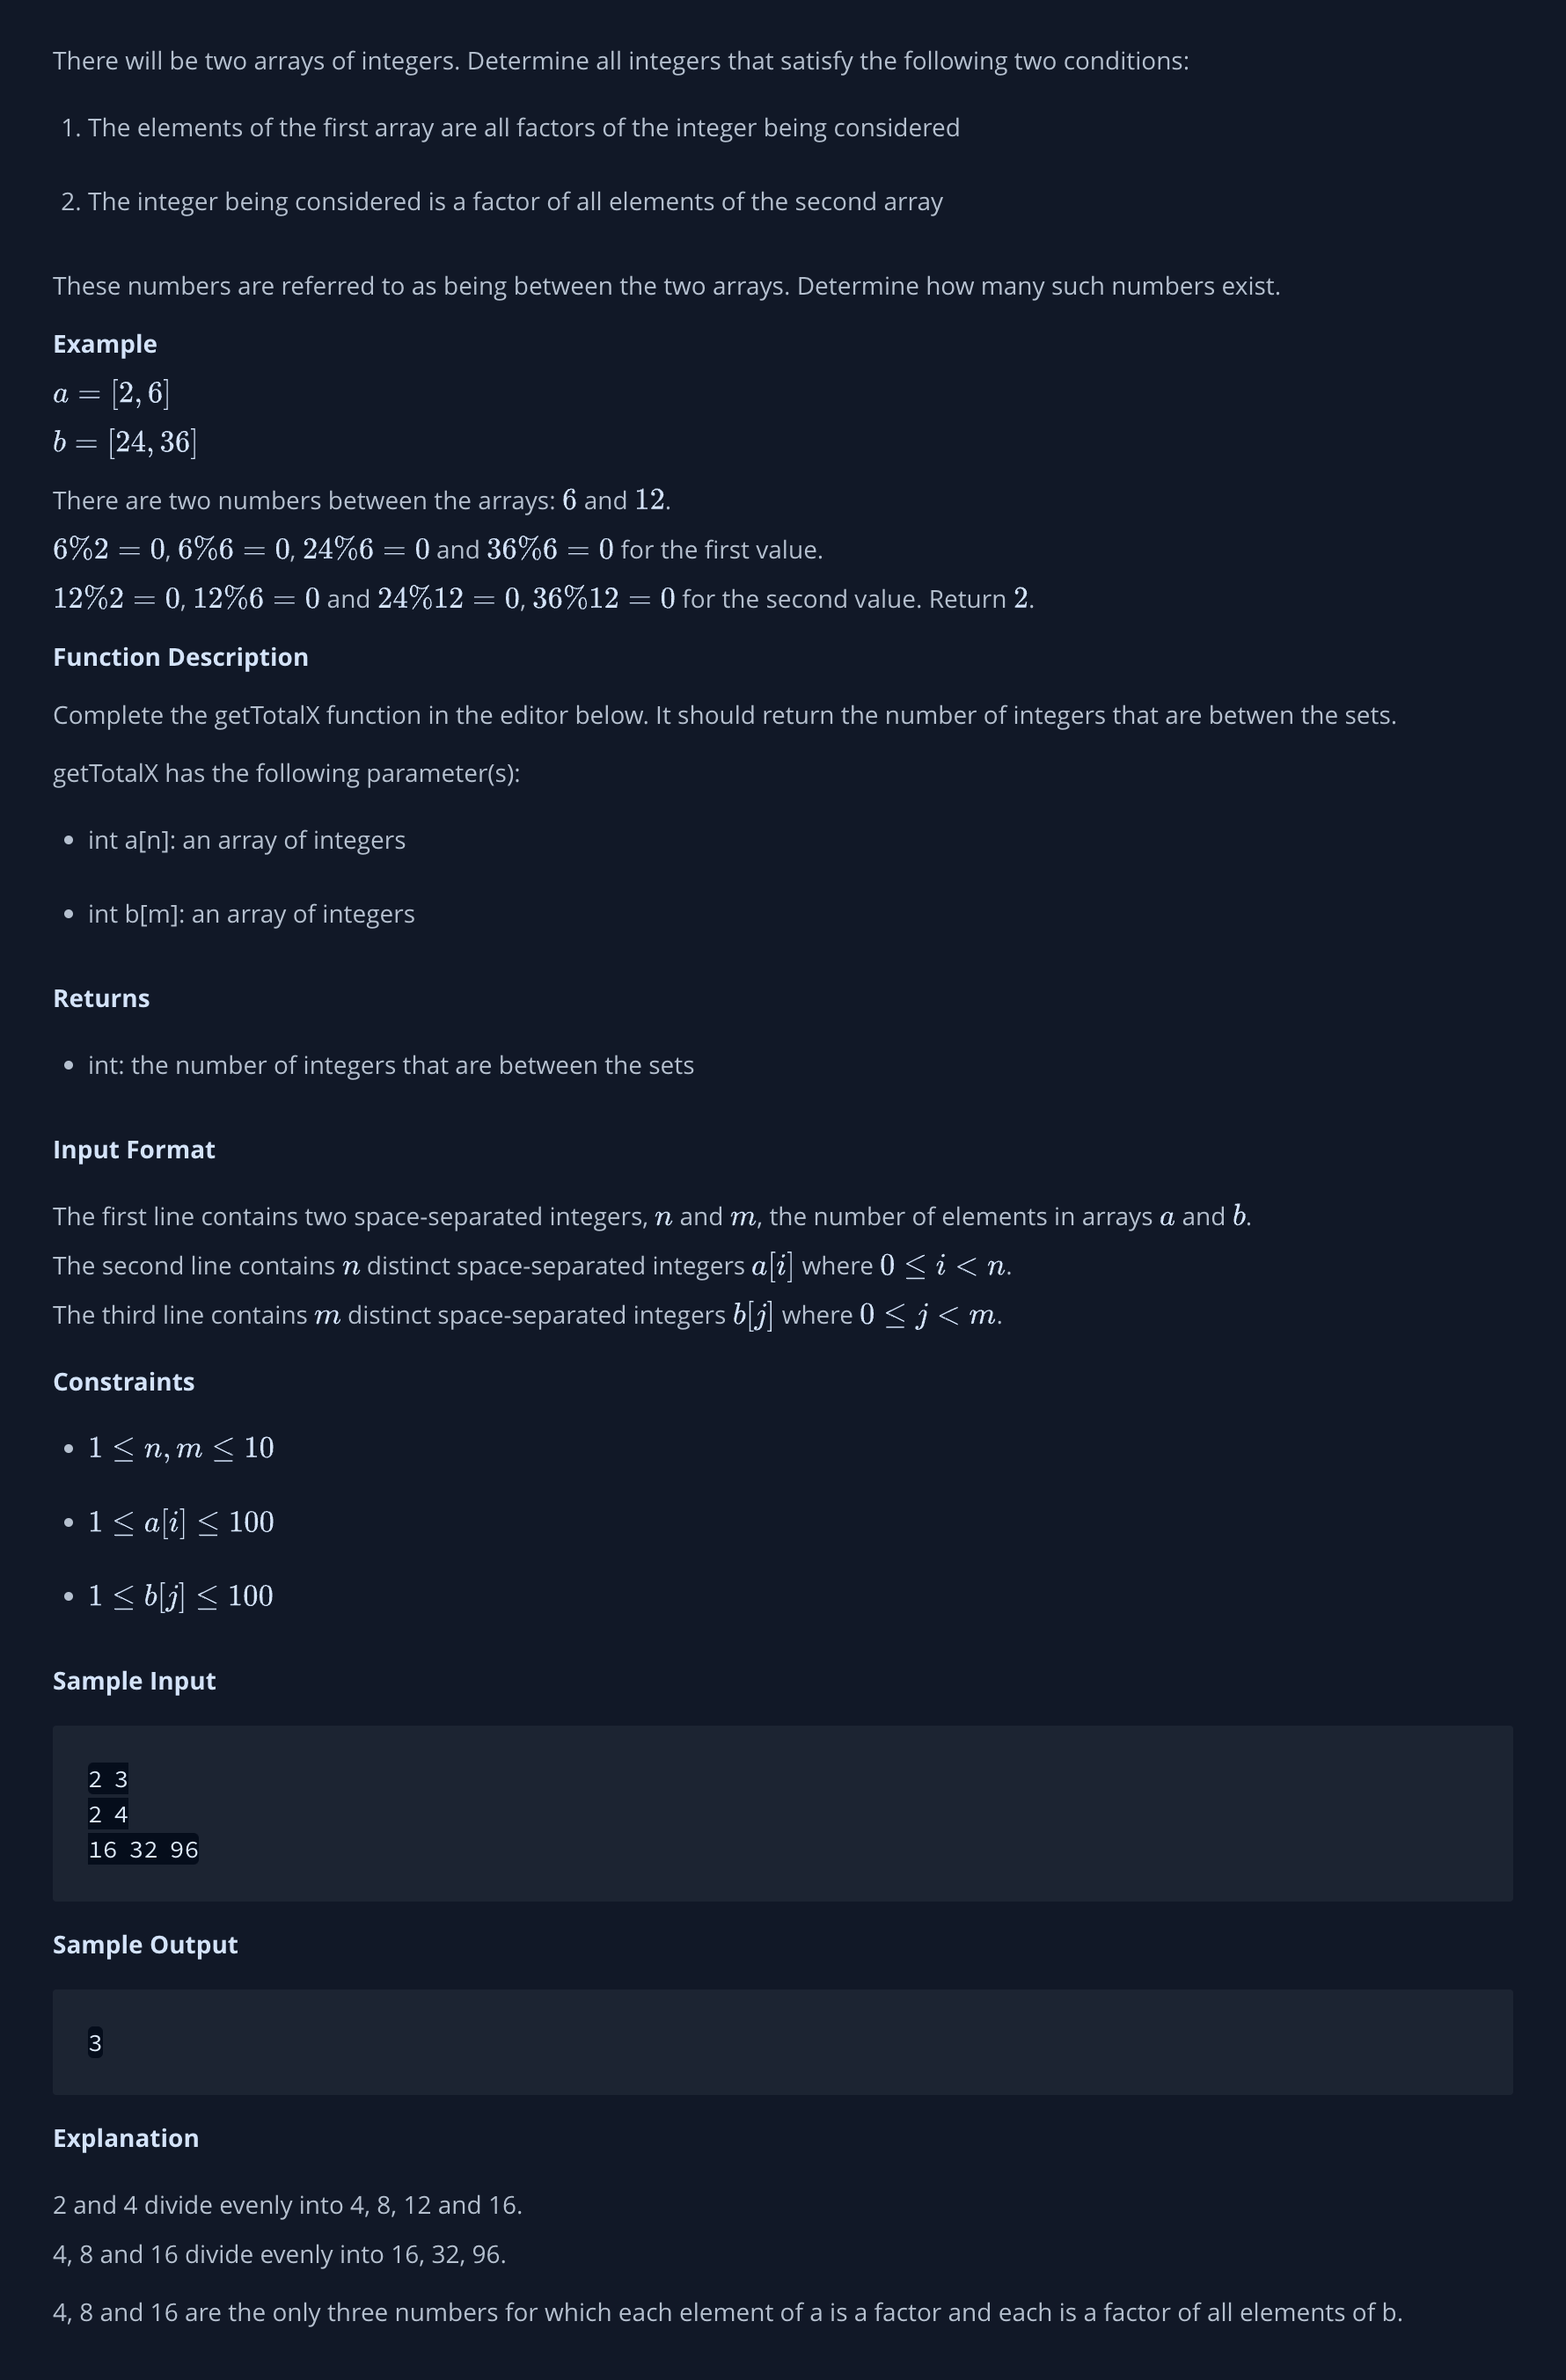 There will be two arrays of integers. Determine all integers that satisfy the following two conditions:
1. The elements of the first array are all factors of the integer being considered
2. The integer being considered is a factor of all elements of the second array
These numbers are referred to as being between the two arrays. Determine how many such numbers exist.
Example
a = [2, 6]
b = [24, 36]
There are two numbers between the arrays: 6 and 12.
6%2 = 0, 6%6 = 0, 24%6 = 0 and 36%6 = 0 for the first value.
12%2 = 0, 12%6 = 0 and 24%12 = 0, 36%12 = 0 for the second value. Return 2.
Function Description
Complete the getTotalX function in the editor below. It should return the number of integers that are betwen the sets.
getTotalX has the following parameter(s):
• int a[n]: an array of integers
• int b[m]: an array of integers
Returns
• int: the number of integers that are between the sets
Input Format
The first line contains two space-separated integers, n and m, the number of elements in arrays a and b.
The second line contains n distinct space-separated integers a[i] where 0 ≤ i < n.
The third line contains m distinct space-separated integers b[j] where 0 ≤ j < m.
Constraints
• 1 ≤ n, m ≤ 10
• 1 ≤ a[i] ≤ 100
• 1 ≤ b[j] ≤ 100
Sample Input
2 3
2 4
16 32 96
Sample Output
3
Explanation
2 and 4 divide evenly into 4, 8, 12 and 16.
4, 8 and 16 divide evenly into 16, 32, 96.
4, 8 and 16 are the only three numbers for which each element of a is a factor and each is a factor of all elements of b.